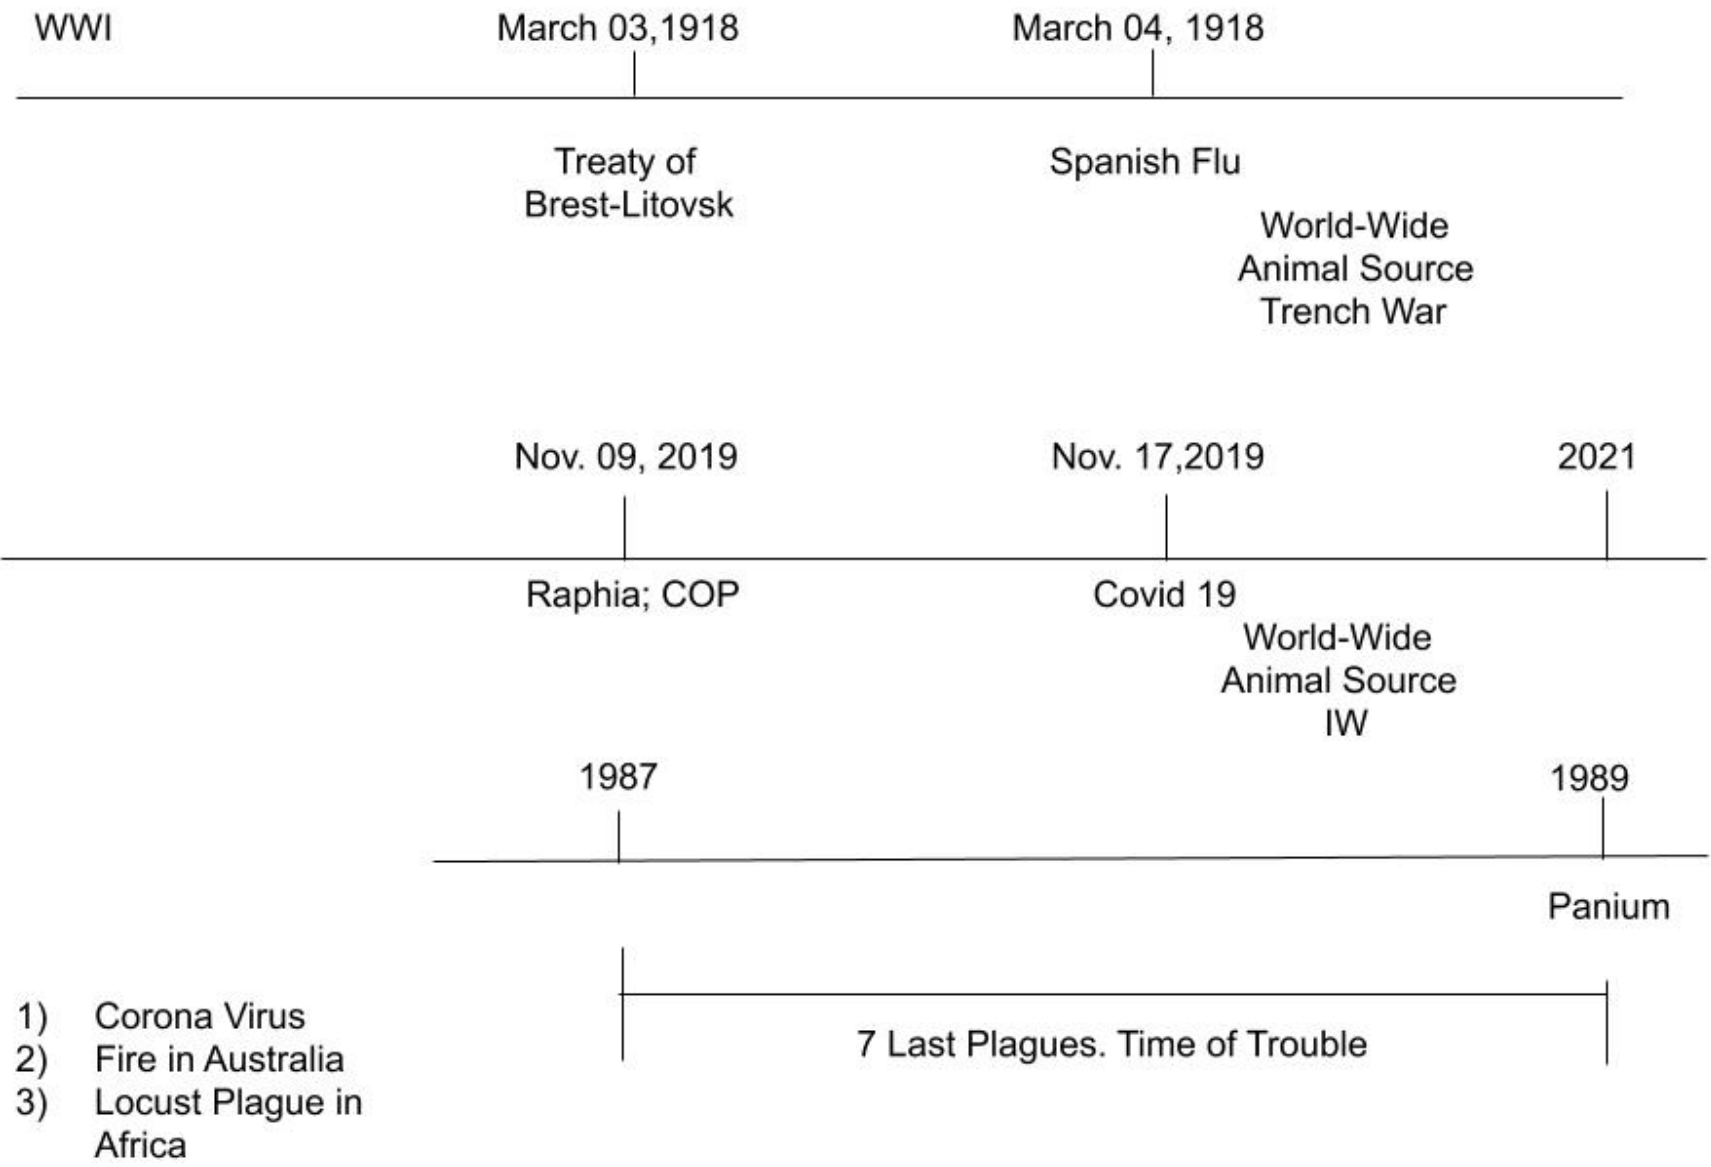 WWI
March 03,1918
March 04, 1918
Treaty of
Brest-Litovsk
Spanish Flu
World-Wide
Animal Source
Trench War
Nov. 09, 2019
Nov. 17,2019
2021
Raphia; COP
Covid 19
World-Wide
Animal Source
IW
1987
1989
Panium
7 Last Plagues. Time of Trouble
1) Corona Virus
2) Fire in Australia
3) Locust Plague in
Africa